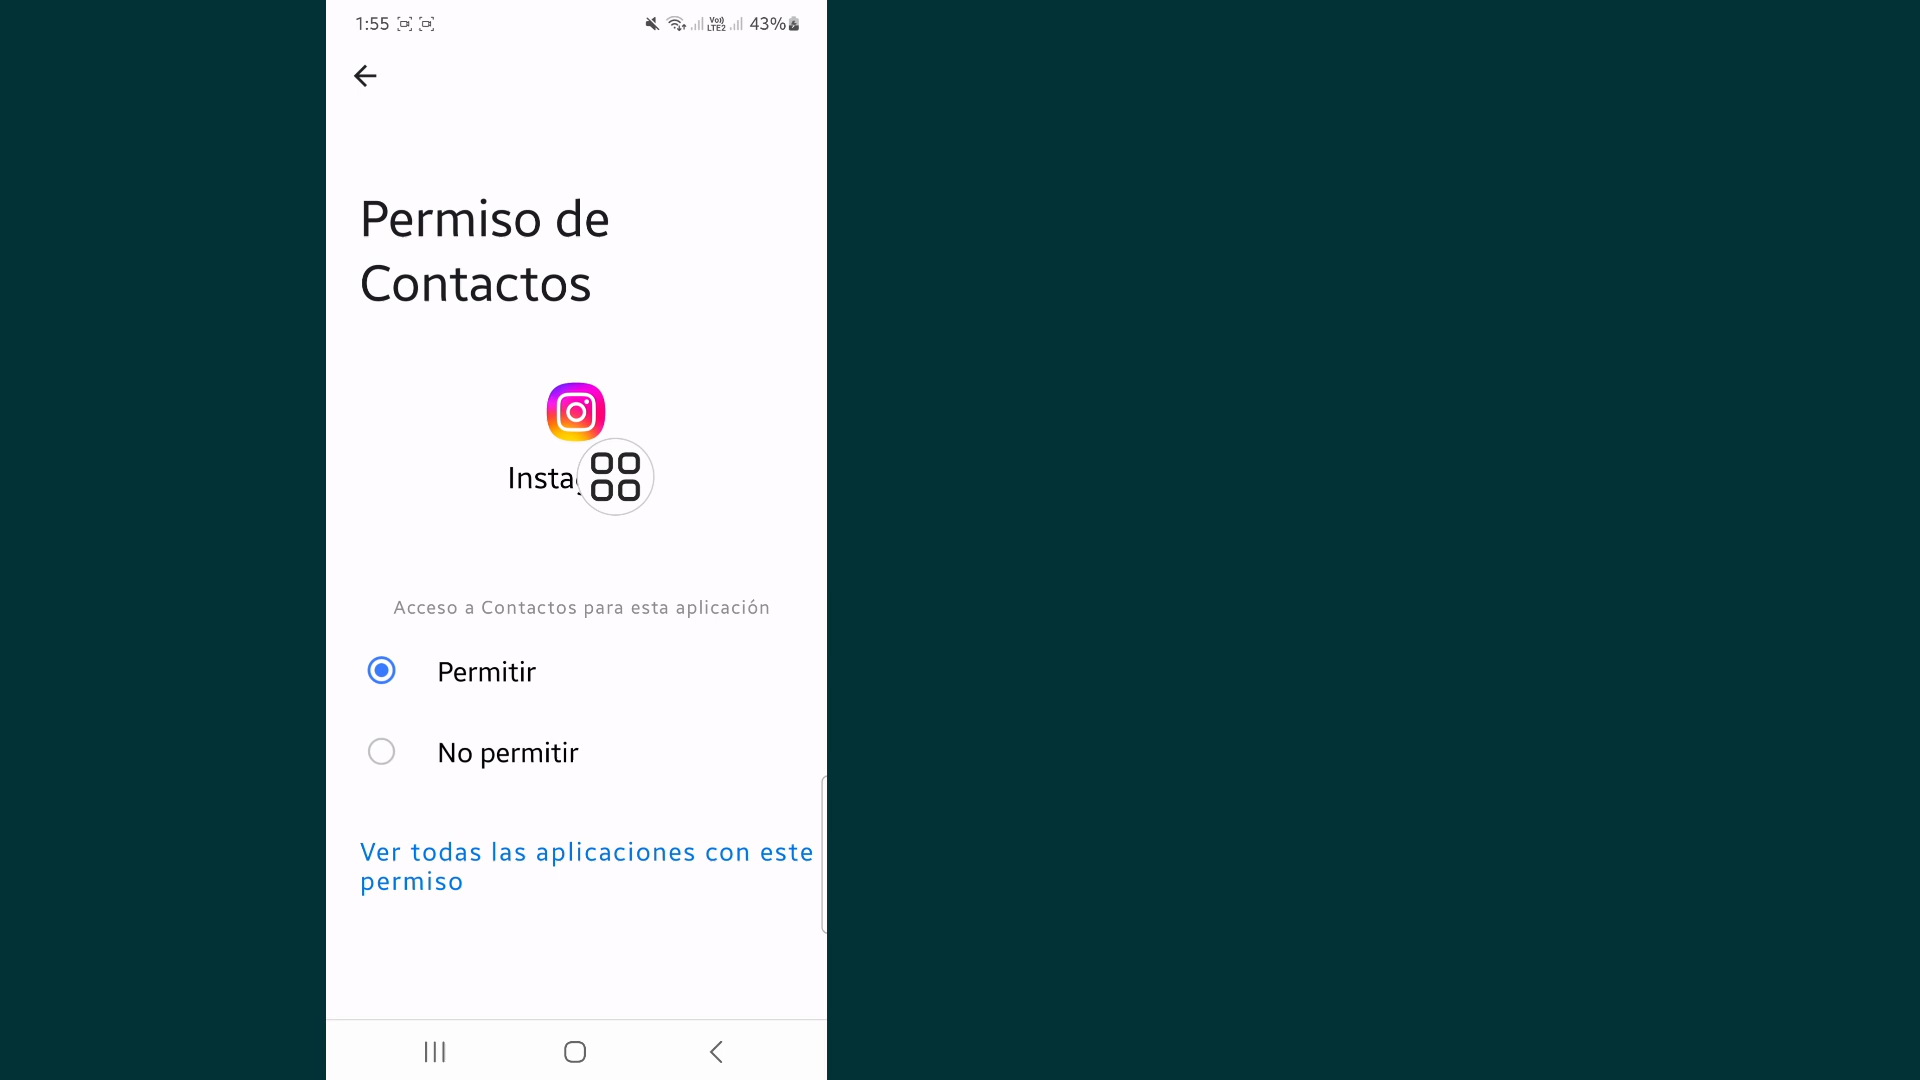 1:55 43%
Permiso de
Contactos
Acceso a Contactos para esta aplicación
Permitir
No permitir
Ver todas las aplicaciones con este
permiso